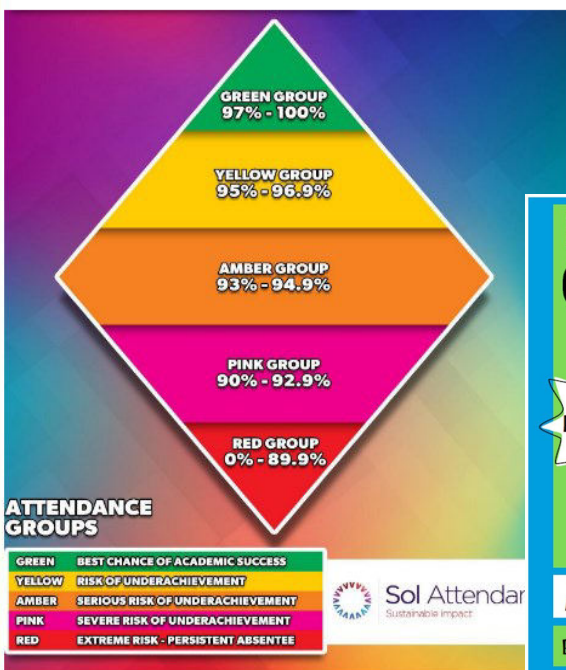 GREEN GROUP
97% - 100%
YELLOW GROUP
95% - 96.9%
AMBER GROUP
93% - 94.9%
PINK GROUP
90% - 92.9%
RED GROUP
0% - 89.9%
ATTENDANCE
GROUPS
GREEN BEST CHANCE OF ACADEMIC SUCCESS
YELLOW RISK OF UNDERACHIEVEMENT
AMBER SERIOUS RISK OF UNDERACHIEVEMENT
PINK SEVERE RISK OF UNDERACHIEVEMENT
RED EXTREME RISK - PERSISTENT ABSENTEE
Sol Attendar
Sustainable impact